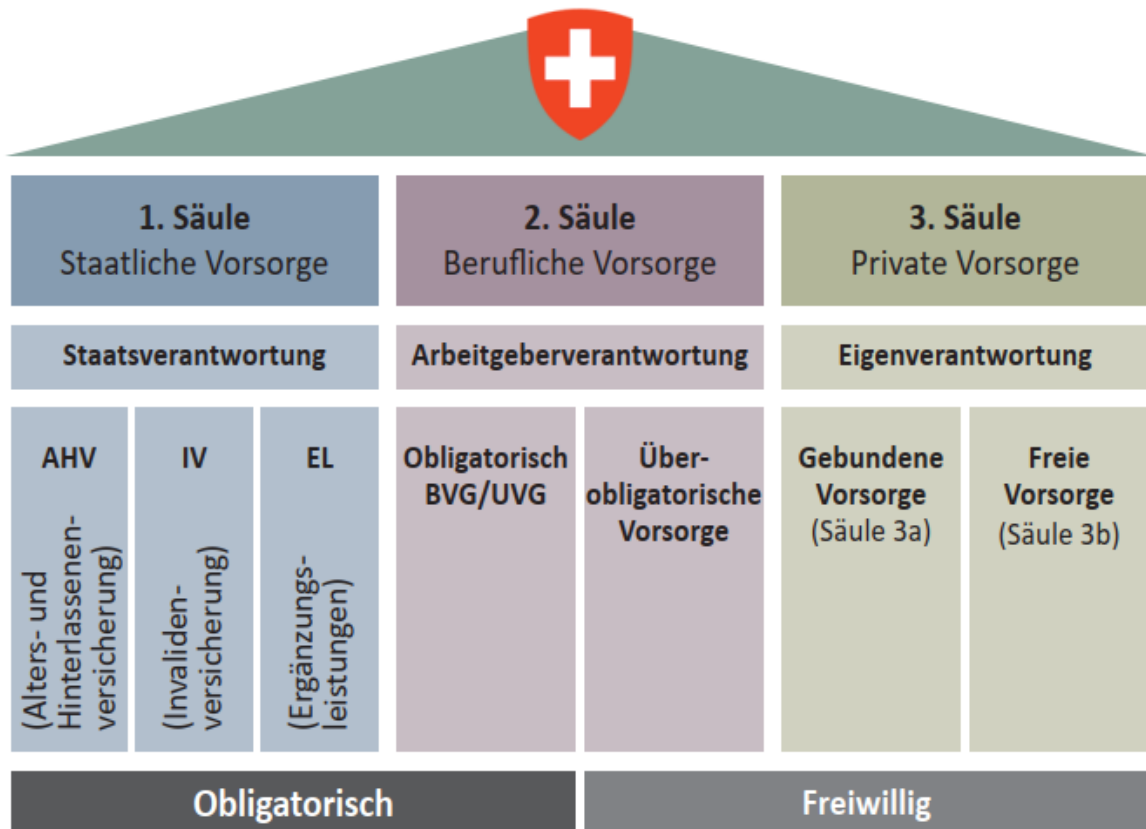 1. Säule
Staatliche Vorsorge
2. Säule
Berufliche Vorsorge
3. Säule
Private Vorsorge
Staatsverantwortung
Arbeitgeberverantwortung
Eigenverantwortung
AHV
(Alters- und
Hinterlassenen-
versicherung)
IV
(Invaliden-
versicherung)
EL
(Ergänzungs-
leistungen)
Obligatorisch
BVG/UVG
Über-
obligatorische
Vorsorge
Gebundene
Vorsorge
(Säule 3a)
Freie
Vorsorge
(Säule 3b)
Obligatorisch
Freiwillig